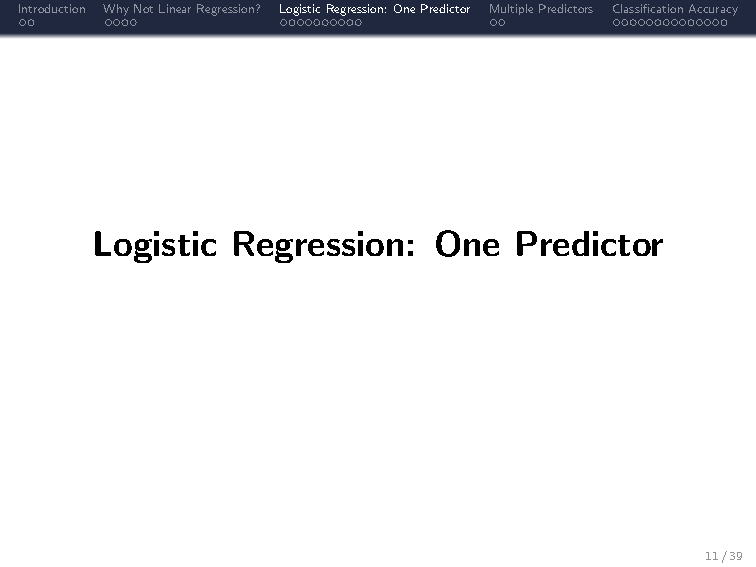 Introduction Why Not Linear Regression? Logistic Regression: One Predictor Multiple Predictors Classification Accuracy
Logistic Regression: One Predictor
11 / 39